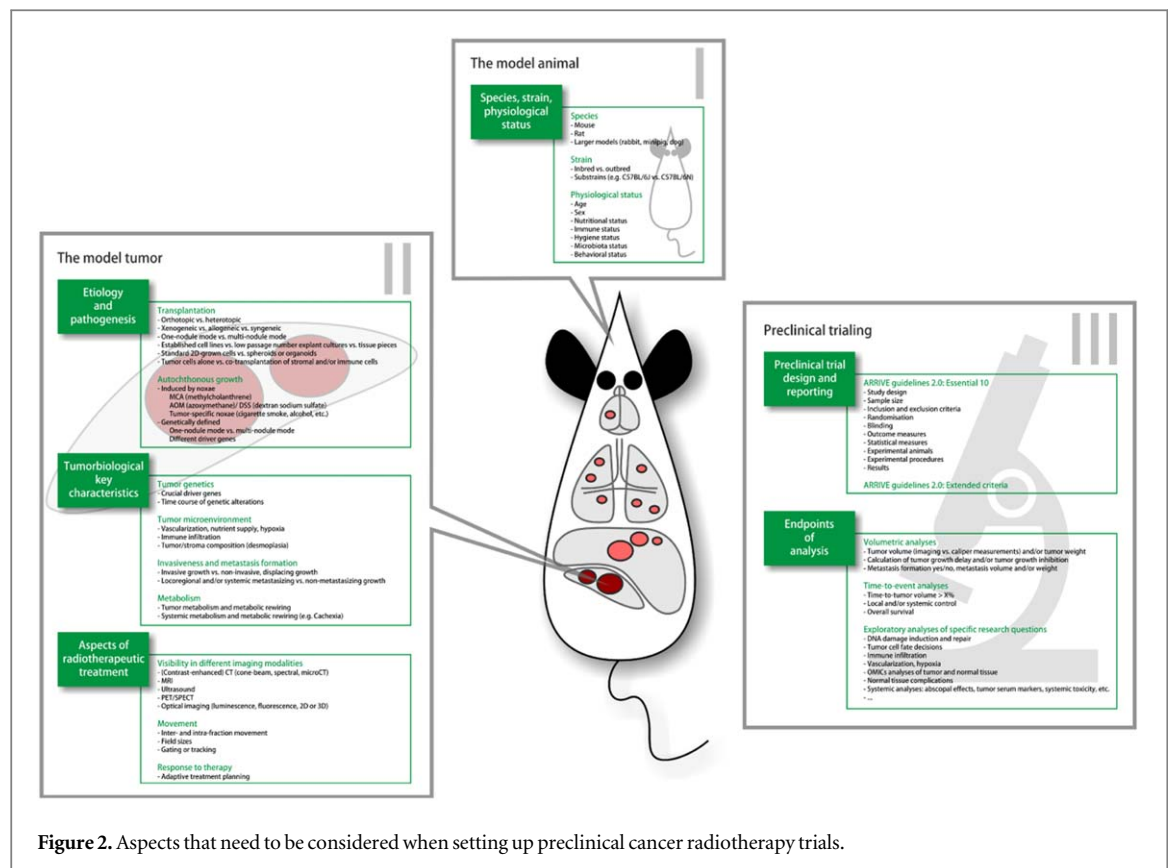 The model animal
I
Species, strain,
physiological
status
Species
- Mouse
- Rat
- Larger models (rabbit, minipig, dog)
Strain
- Inbred vs. outbred
- Substrains (e.g. C57BL/6J vs. C57BL/6N)
Physiological status
- Age
- Sex
- Nutritional status
- Immune status
- Hygiene status
- Microbiota status
- Behavioral status
The model tumor
II
Etiology
and
pathogenesis
Transplantation
- Orthotopic vs. heterotopic
- Xenogeneic vs. allogeneic vs. syngeneic
- One-nodule mode vs. multi-nodule mode
- Established cell lines vs. low passage number explant cultures vs. tissue pieces
- Standard 2D-grown cells vs. spheroids or organoids
- Tumor cells alone vs. co-transplantation of stromal and/or immune cells
Autochthonous growth
- Induced by noxae
MCA (methylcholanthrene)
AOM (azoxymethane)/ DSS (dextran sodium sulfate)
Tumor-specific noxae (cigarette smoke, alcohol, etc.)
- Genetically defined
One-nodule mode vs. multi-nodule mode
Different driver genes
Tumorbiological
key
characteristics
Tumor genetics
- Crucial driver genes
- Time course of genetic alterations
Tumor microenvironment
- Vascularization, nutrient supply, hypoxia
- Immune infiltration
- Tumor/stroma composition (desmoplasia)
Invasiveness and metastasis formation
- Invasive growth vs. non-invasive, displacing growth
- Locoregional and/or systemic metastasizing vs. non-metastasizing growth
Metabolism
- Tumor metabolism and metabolic rewiring
- Systemic metabolism and metabolic rewiring (e.g. Cachexia)
Aspects of
radiotherapeutic
treatment
Visibility in different imaging modalities
- (Contrast-enhanced) CT (cone-beam, spectral, microCT)
- MRI
- Ultrasound
- PET/SPECT
- Optical imaging (luminescence, fluorescence, 2D or 3D)
Movement
- Inter- and intra-fraction movement
- Field sizes
- Gating or tracking
Response to therapy
- Adaptive treatment planning
Preclinical trialing
III
Preclinical trial
design and
reporting
ARRIVE guidelines 2.0: Essential 10
- Study design
- Sample size
- Inclusion and exclusion criteria
- Randomisation
- Blinding
- Outcome measures
- Statistical measures
- Experimental animals
- Experimental procedures
- Results
ARRIVE guidelines 2.0: Extended criteria
Endpoints
of
analysis
Volumetric analyses
- Tumor volume (imaging vs. caliper measurements) and/or tumor weight
- Calculation of tumor growth delay and/or tumor growth inhibition
- Metastasis formation yes/no, metastasis volume and/or weight
Time-to-event analyses
- Time-to-tumor volume > X%
- Local and/or systemic control
- Overall survival
Exploratory analyses of specific research questions
- DNA damage induction and repair
- Tumor cell fate decisions
- Immune infiltration
- Vascularization, hypoxia
- OMICs analyses of tumor and normal tissue
- Normal tissue complications
- Systemic analyses: abscopal effects, tumor serum markers, systemic toxicity, etc.
- ...
Figure 2. Aspects that need to be considered when setting up preclinical cancer radiotherapy trials.